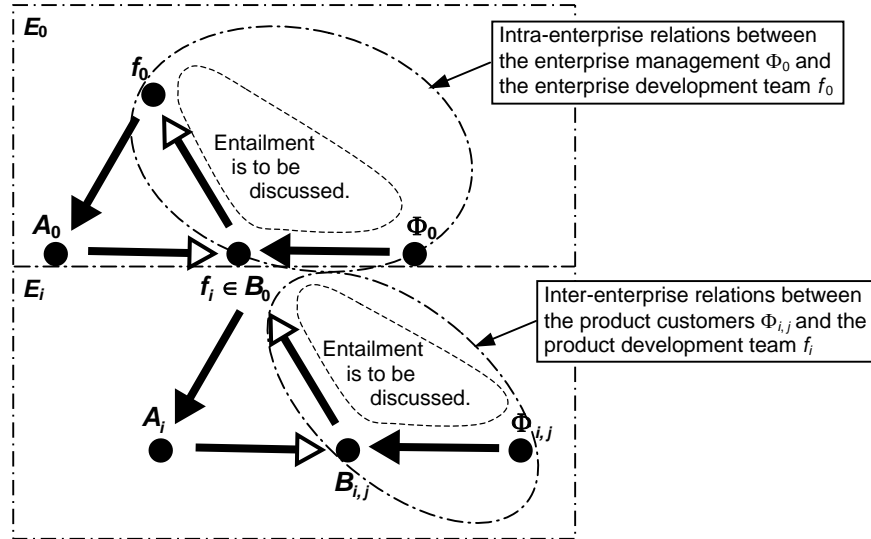 E₀
f₀
Intra-enterprise relations between
the enterprise management Φ₀ and
the enterprise development team f₀
Entailment
is to be
discussed.
A₀
Φ₀
Eᵢ
fᵢ ∈ B₀
Inter-enterprise relations between
the product customers Φᵢ,ⱼ and the
product development team fᵢ
Entailment
is to be
discussed.
Aᵢ
Φᵢ,ⱼ
Bᵢ,ⱼ